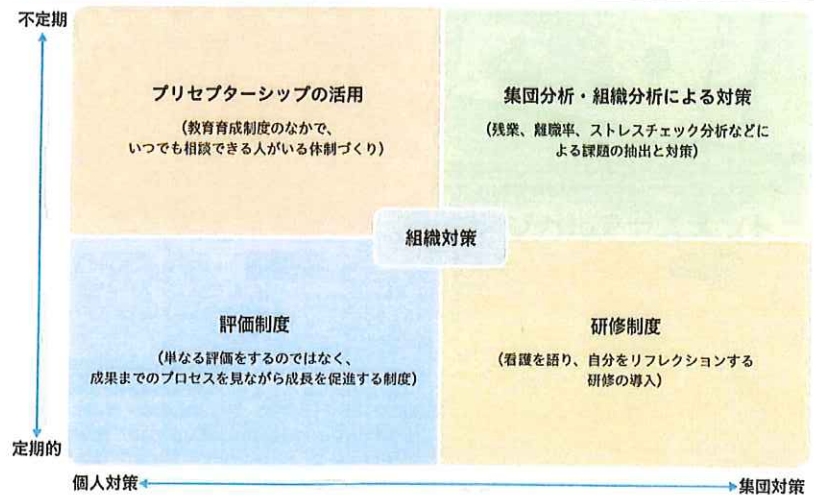 不定期
プリセプターシップの活用
(教育育成制度のなかで、
いつでも相談できる人がいる体制づくり)
集団分析・組織分析による対策
(残業、離職率、ストレスチェック分析などに
よる課題の抽出と対策)
組織対策
評価制度
(単なる評価をするのではなく、
成果までのプロセスを見ながら成長を促進する制度)
研修制度
(看護を語り、自分をリフレクションする
研修の導入)
定期的
個人対策
集団対策